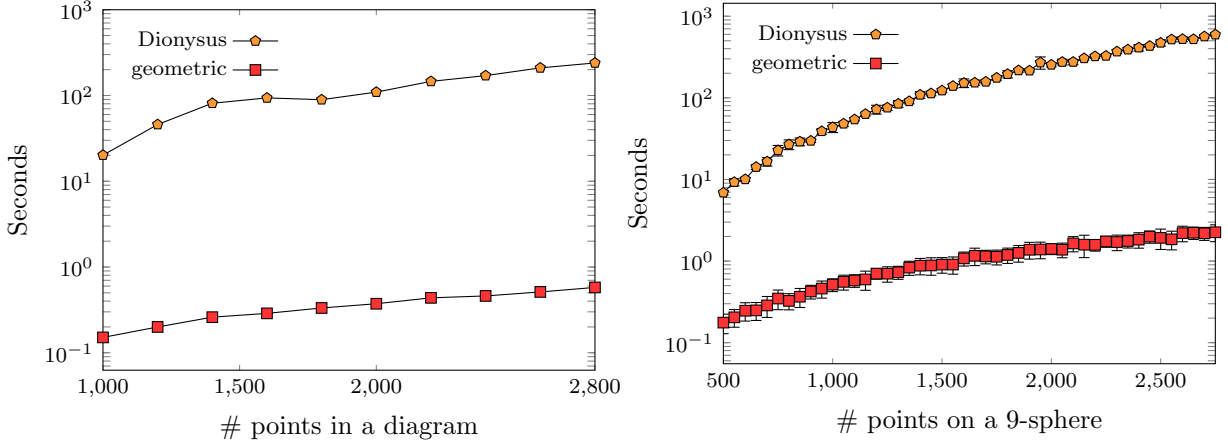 10^3
10^2
10^1
10^0
10^−1
Seconds
Dionysus
geometric
1,000
1,500
2,000
2,800
# points in a diagram
10^3
10^2
10^1
10^0
10^−1
Seconds
Dionysus
geometric
500
1,000
1,500
2,000
2,500
# points on a 9-sphere